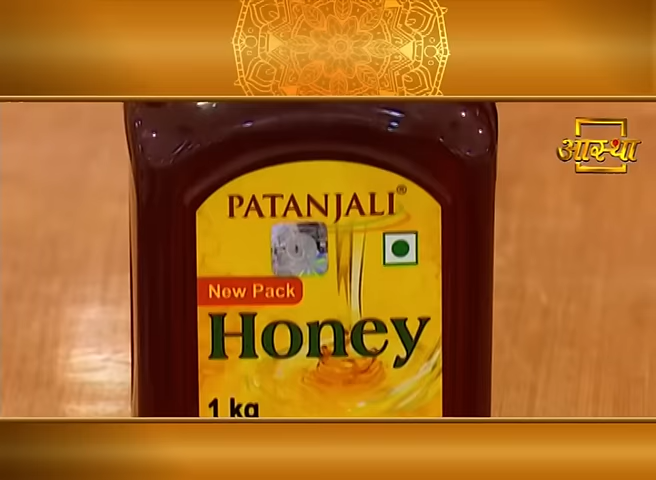 आस्था
PATANJALI®
New Pack
Honey
1 kg